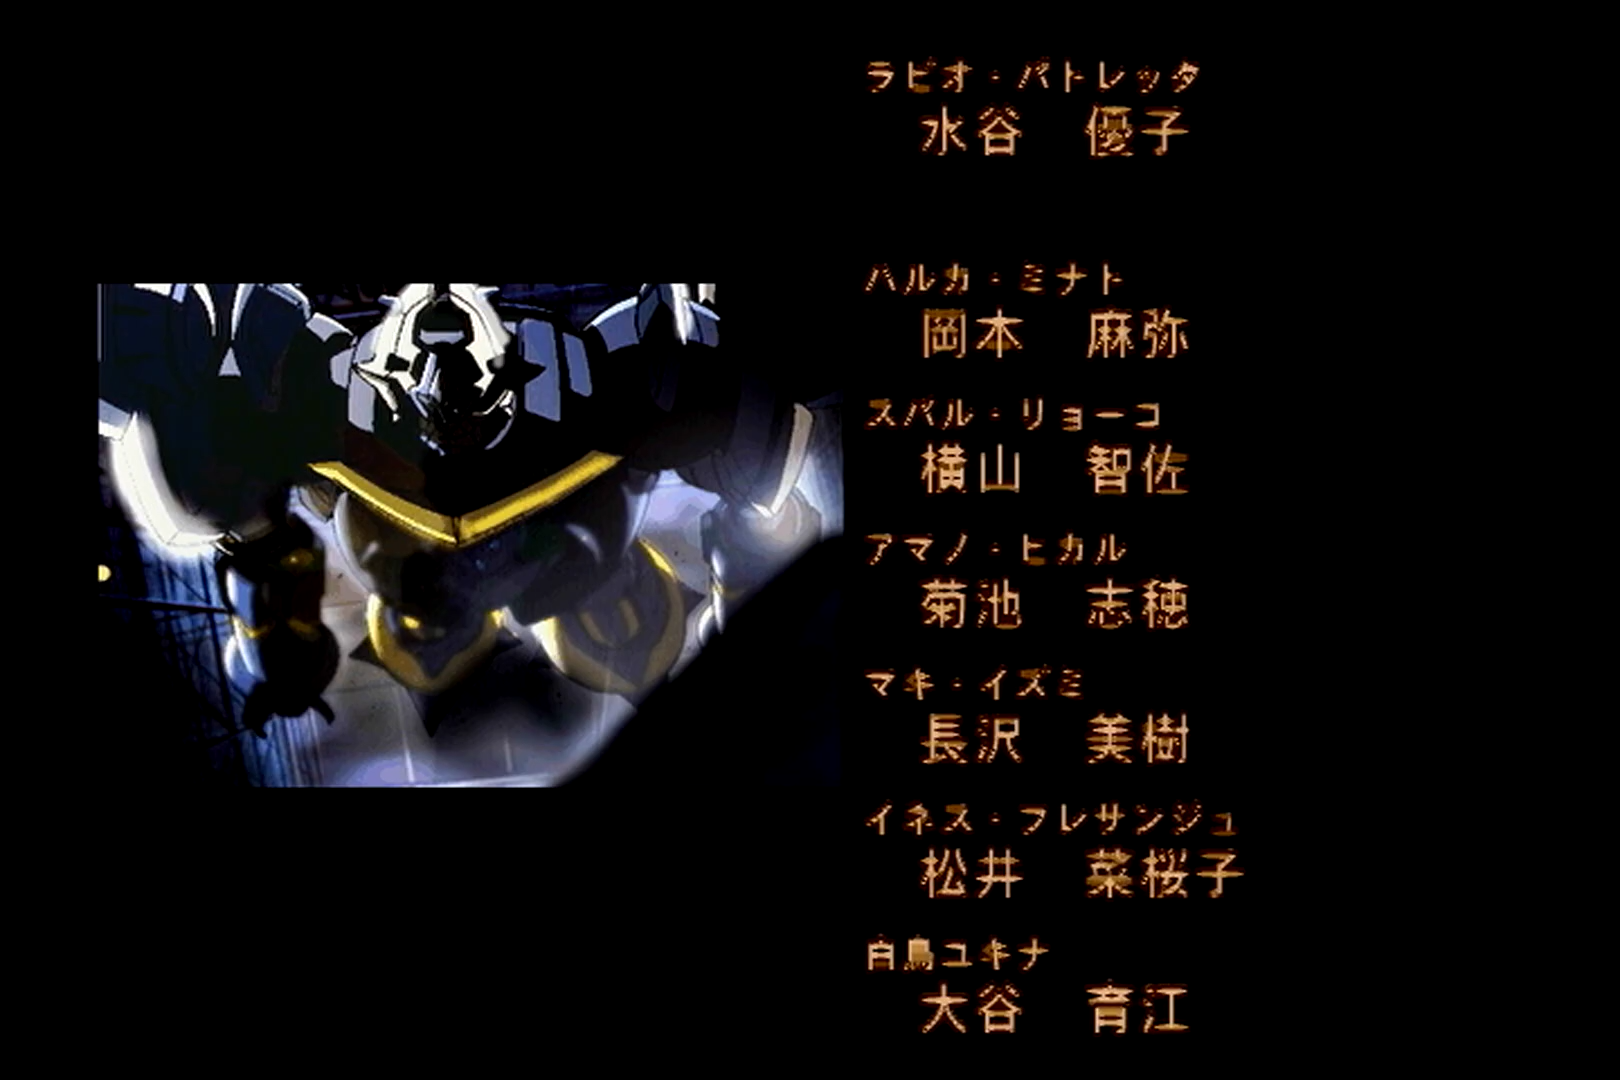 ラピオ・パトレッタ
水谷　優子
ハルカ・ミナト
岡本　麻弥
スバル・リョーコ
横山　智佐
アマノ・ヒカル
菊池　志穂
マキ・イズミ
長沢　美樹
イネス・フレサンジュ
松井　菜桜子
白鳥ユキナ
大谷　育江